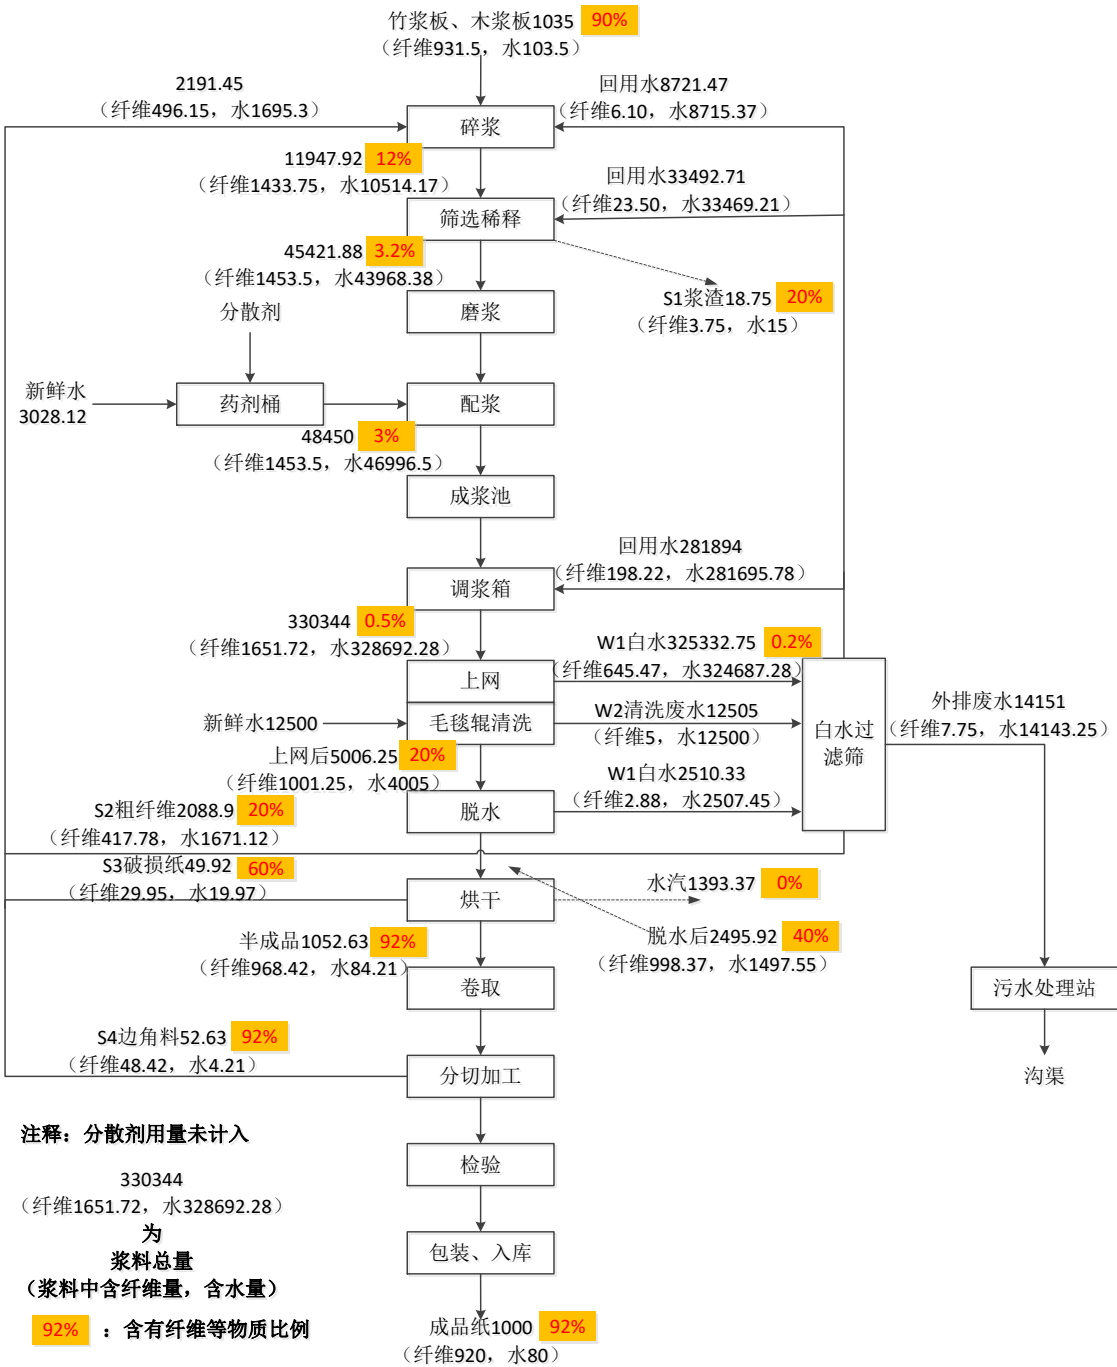 竹浆板、木浆板1035 90%
（纤维931.5，水103.5）
2191.45
（纤维496.15，水1695.3）
回用水8721.47
（纤维6.10，水8715.37）
碎浆
11947.92 12%
（纤维1433.75，水10514.17）
回用水33492.71
（纤维23.50，水33469.21）
筛选稀释
45421.88 3.2%
（纤维1453.5，水43968.38）
S1浆渣18.75 20%
（纤维3.75，水15）
分散剂
磨浆
新鲜水
3028.12
药剂桶
配浆
48450 3%
（纤维1453.5，水46996.5）
成浆池
回用水281894
（纤维198.22，水281695.78）
调浆箱
330344 0.5%
（纤维1651.72，水328692.28）
W1白水325332.75 0.2%
（纤维645.47，水324687.28）
上网
新鲜水12500
毛毯辊清洗
W2清洗废水12505
（纤维5，水12500）
白水过
滤筛
外排废水14151
（纤维7.75，水14143.25）
上网后5006.25 20%
（纤维1001.25，水4005）
W1白水2510.33
（纤维2.88，水2507.45）
S2粗纤维2088.9 20%
（纤维417.78，水1671.12）
脱水
S3破损纸49.92 60%
（纤维29.95，水19.97）
烘干
水汽1393.37 0%
半成品1052.63 92%
（纤维968.42，水84.21）
脱水后2495.92 40%
（纤维998.37，水1497.55）
卷取
污水处理站
S4边角料52.63 92%
（纤维48.42，水4.21）
分切加工
沟渠
注释：分散剂用量未计入
检验
330344
（纤维1651.72，水328692.28）
为
浆料总量
（浆料中含纤维量，含水量）
包装、入库
92% ：含有纤维等物质比例
成品纸1000 92%
（纤维920，水80）